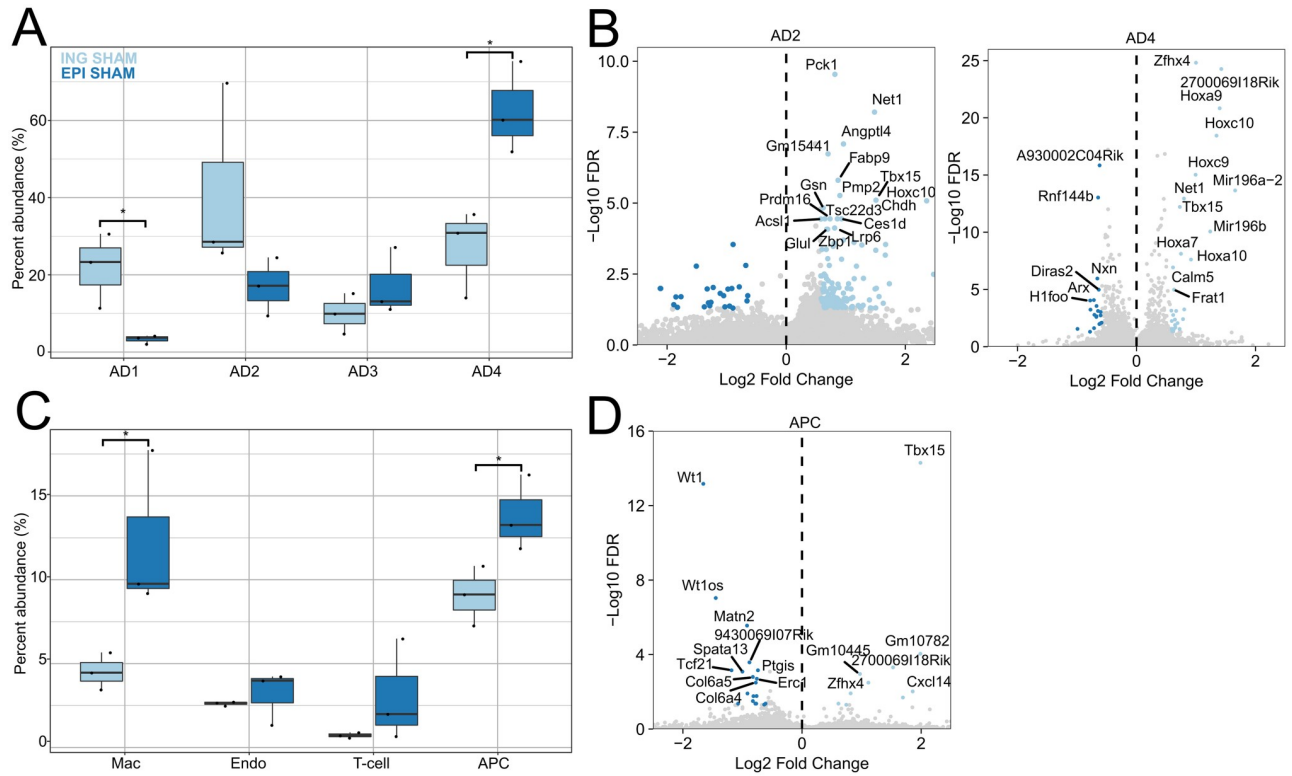 A
ING SHAM
EPI SHAM
*
*
Percent abundance (%)
60
40
20
0
AD1
AD2
AD3
AD4
B
AD2
10.0
7.5
5.0
2.5
0.0
−Log10 FDR
Pck1
Net1
Angptl4
Gm15441
Fabp9
Tbx15
Gsn
Pmp2
Hoxc10
Prdm16
Chdh
Tsc22d3
Acsl1
Ces1d
Glul
Zbp1
Lrp6
−2
0
2
Log2 Fold Change
AD4
25
20
15
10
5
0
−Log10 FDR
Zfhx4
2700069I18Rik
Hoxa9
Hoxc10
A930002C04Rik
Hoxc9
Mir196a−2
Rnf144b
Net1
Tbx15
Mir196b
Hoxa7
Hoxa10
Diras2
Nxn
Calm5
Arx
H1foo
Frat1
−2
0
2
Log2 Fold Change
C
*
*
Percent abundance (%)
15
10
5
0
Mac
Endo
T-cell
APC
D
APC
16
12
8
4
0
−Log10 FDR
Tbx15
Wt1
Wt1os
Matn2
9430069I07Rik
Gm10782
Spata13
Gm10445
2700069I18Rik
Tcf21
Ptgis
Col6a5
Erc1
Zfhx4
Cxcl14
Col6a4
−2
0
2
Log2 Fold Change